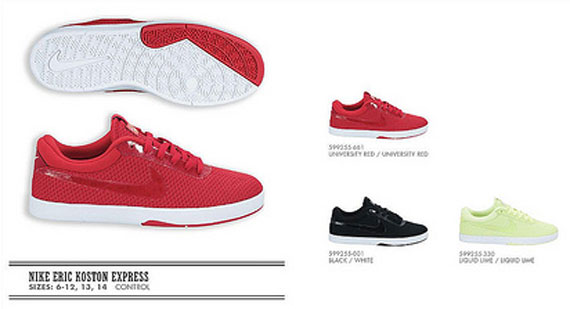 NIKE ERIC KOSTON EXPRESS
SIZES: 6-12, 13, 14 CONTROL
599255-661
UNIVERSITY RED / UNIVERSITY RED
599255-001
BLACK / WHITE
599255-330
LIQUID LIME / LIQUID LIME